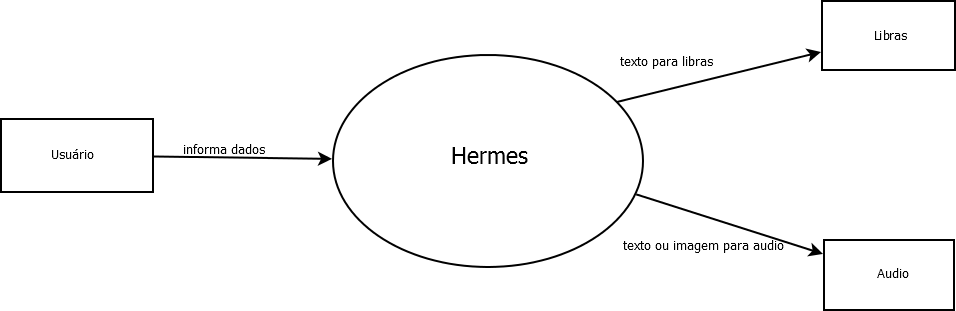 Libras
texto para libras
Usuário
informa dados
Hermes
texto ou imagem para audio
Audio